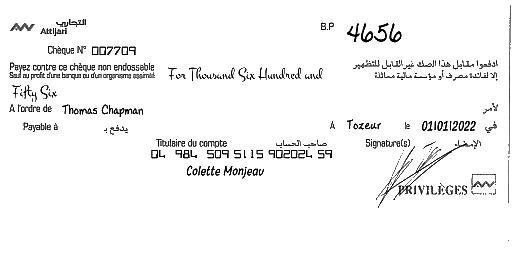 التجاري
Attijari
B.P 4656
Chèque N° 007709
Payez contre ce chèque non endossable
Sauf au profit d'une banque ou d'un organisme assimilé
For Thousand Six Hundred and
ادفعوا مقابل هذا الصك غير القابل للتظهير
إلا لفائدة مصرف أو مؤسسة مالية مماثلة
Fifty Six
A l'ordre de Thomas Chapman
لأمر
Payable à يدفع بـ
A Tozeur le 01/01/2022 في
Titulaire du compte صاحب الحساب
Signature(s) الإمضاء
04 984 509 5115 902024 59
Colette Monjeau
PRIVILÈGES